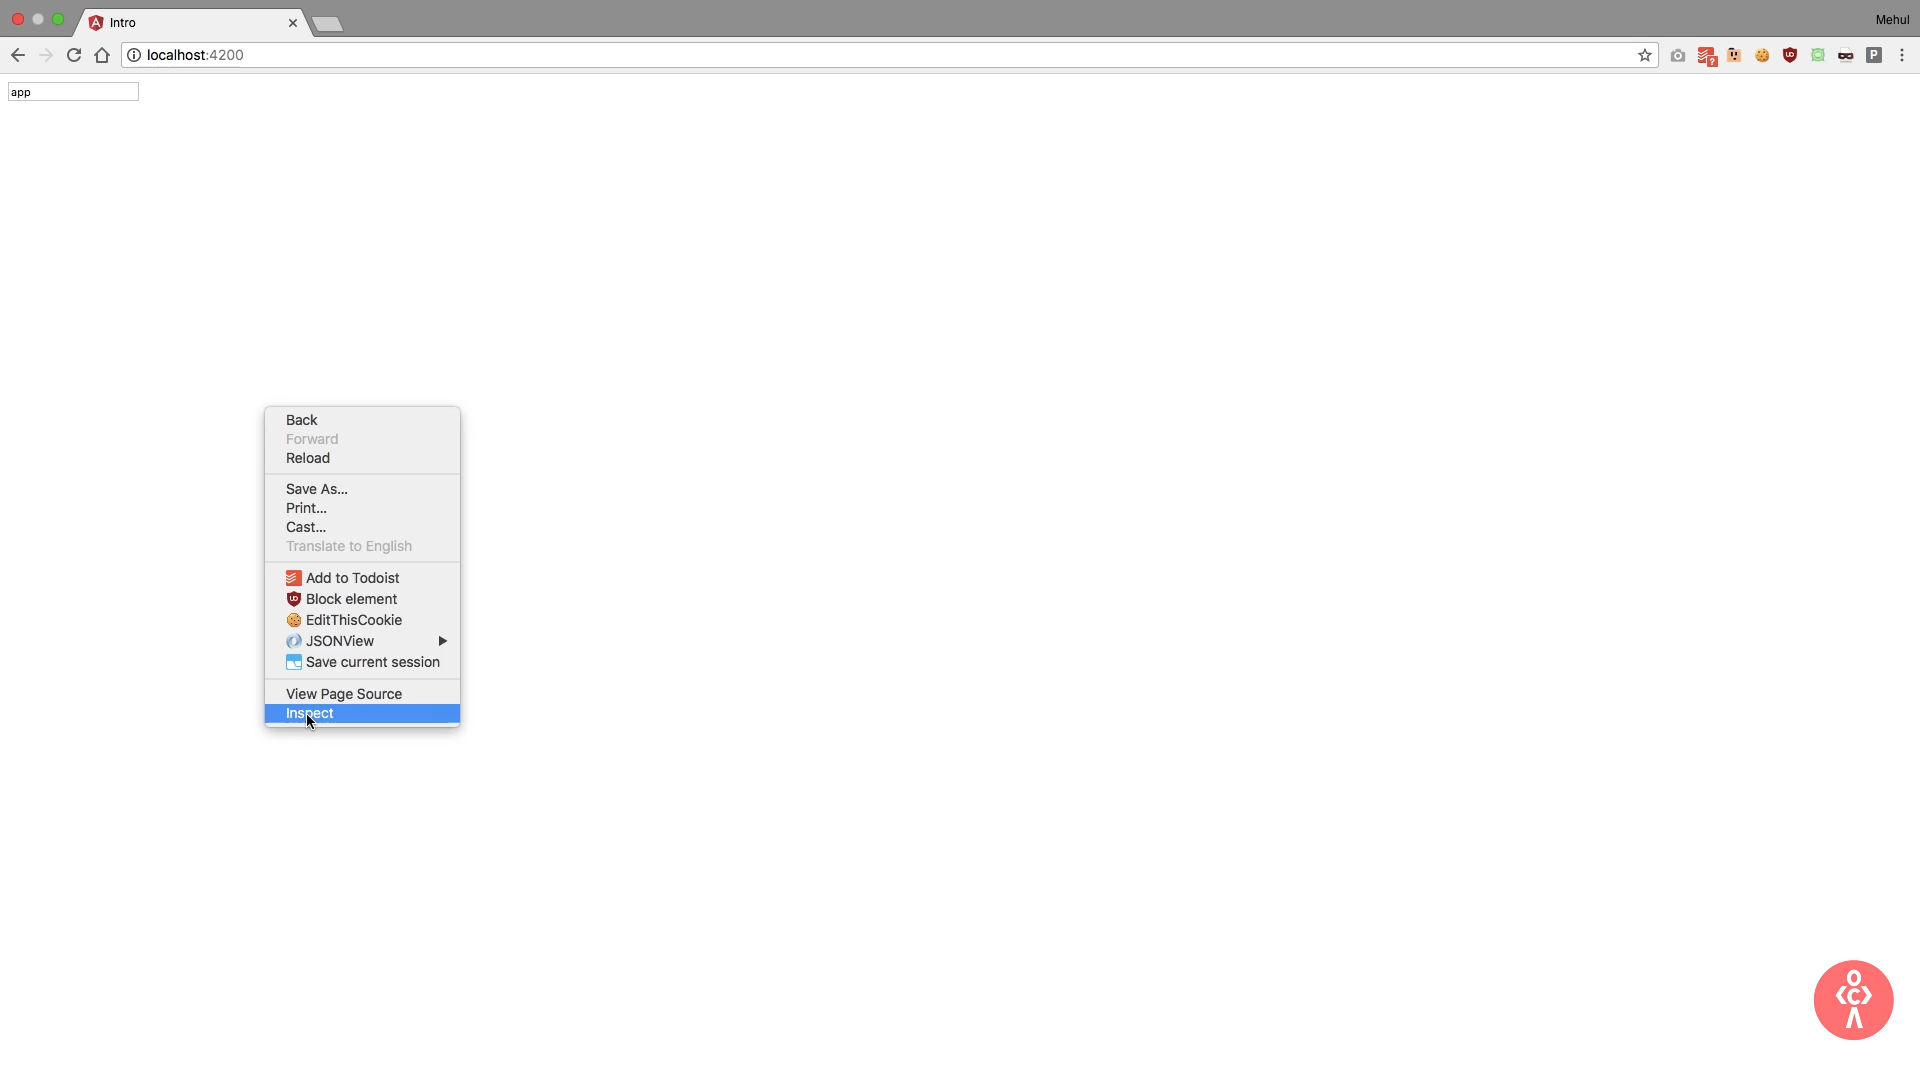 Intro
Mehul
localhost:4200
app
Back
Forward
Reload
Save As...
Print...
Cast...
Translate to English
Add to Todoist
Block element
EditThisCookie
JSONView
Save current session
View Page Source
Inspect